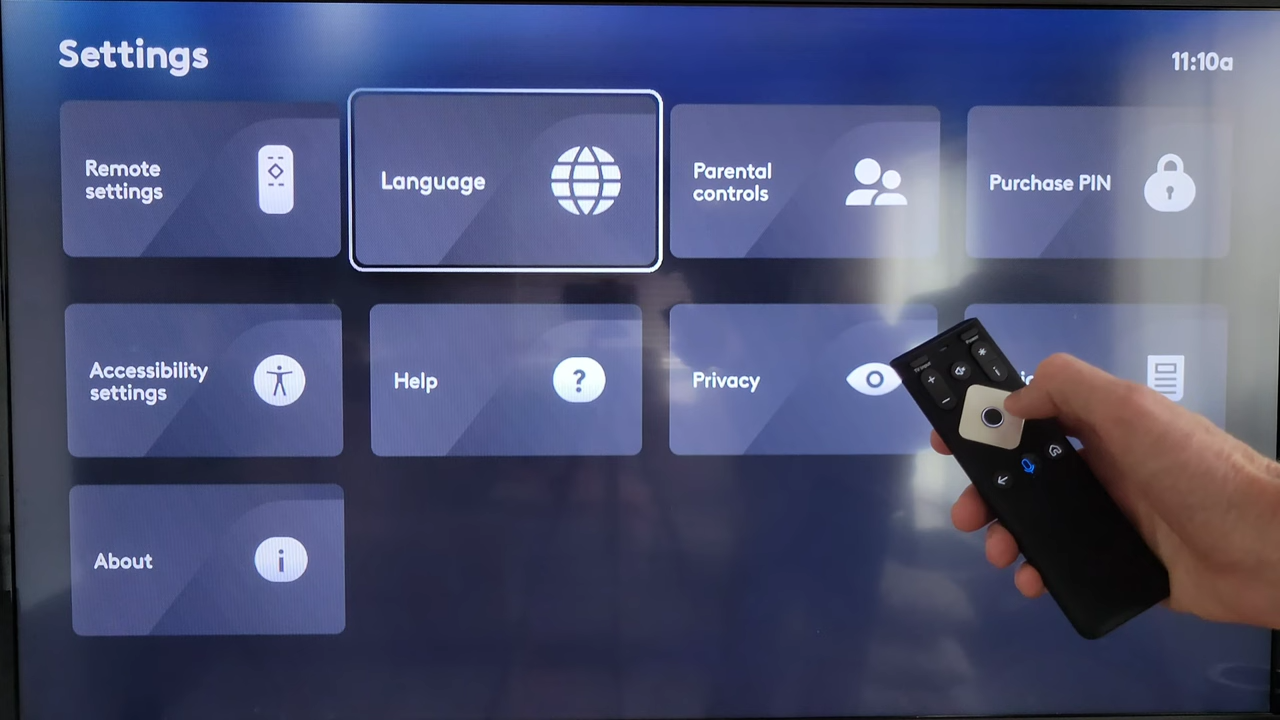 Settings
11:10a
Remote
settings
Language
Parental
controls
Purchase PIN
Accessibility
settings
Help
?
Privacy
About
i
+
-
i